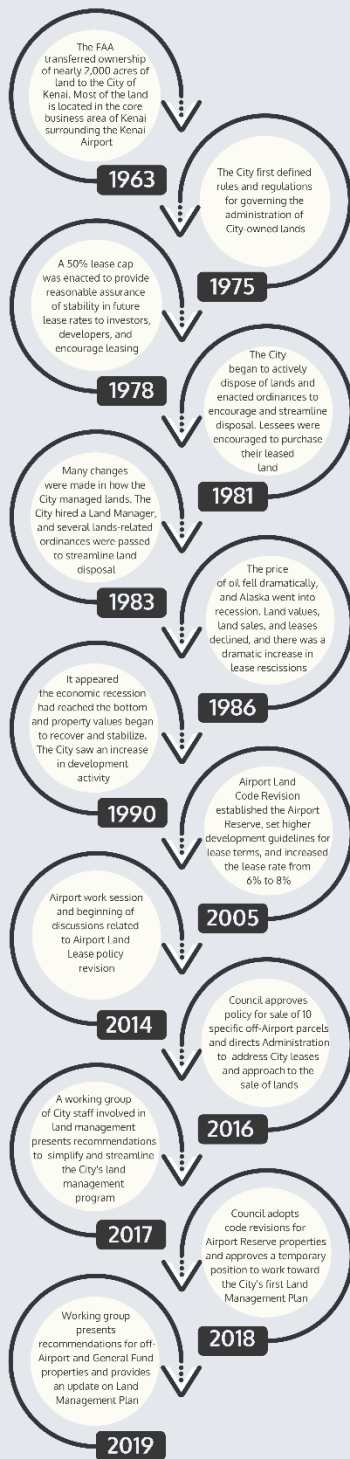 The FAA
transferred ownership
of nearly 2,000 acres of
land to the City of
Kenai. Most of the land
is located in the core
business area of Kenai
surrounding the Kenai
Airport
1963
The City first defined
rules and regulations
for governing the
administration of
City-owned lands
1975
A 50% lease cap
was enacted to provide
reasonable assurance
of stability in future
lease rates to investors,
developers, and
encourage leasing
1978
The City
began to actively
dispose of lands and
enacted ordinances to
encourage and streamline
disposal. Lessees were
encouraged to purchase
their leased
land
1981
Many changes
were made in how the
City managed lands. The
City hired a Land Manager,
and several lands-related
ordinances were passed
to streamline land
disposal
1983
The price
of oil fell dramatically,
and Alaska went into
recession. Land values,
land sales, and leases
declined, and there was a
dramatic increase in
lease rescissions
1986
It appeared
the economic recession
had reached the bottom
and property values began
to recover and stabilize.
The City saw an increase
in development
activity
1990
Airport Land
Code Revision
established the Airport
Reserve, set higher
development guidelines for
lease terms, and increased
the lease rate from
6% to 8%
2005
Airport work session
and beginning of
discussions related
to Airport Land
Lease policy
revision
2014
Council approves
policy for sale of 10
specific off-Airport parcels
and directs Administration
to address City leases
and approach to the
sale of lands
2016
A working group
of City staff involved in
land management
presents recommendations
to simplify and streamline
the City's land
management
program
2017
Council adopts
code revisions for
Airport Reserve properties
and approves a temporary
position to work toward
the City's first Land
Management Plan
2018
Working group
presents
recommendations for off-
Airport and General Fund
properties and provides
an update on Land
Management Plan
2019